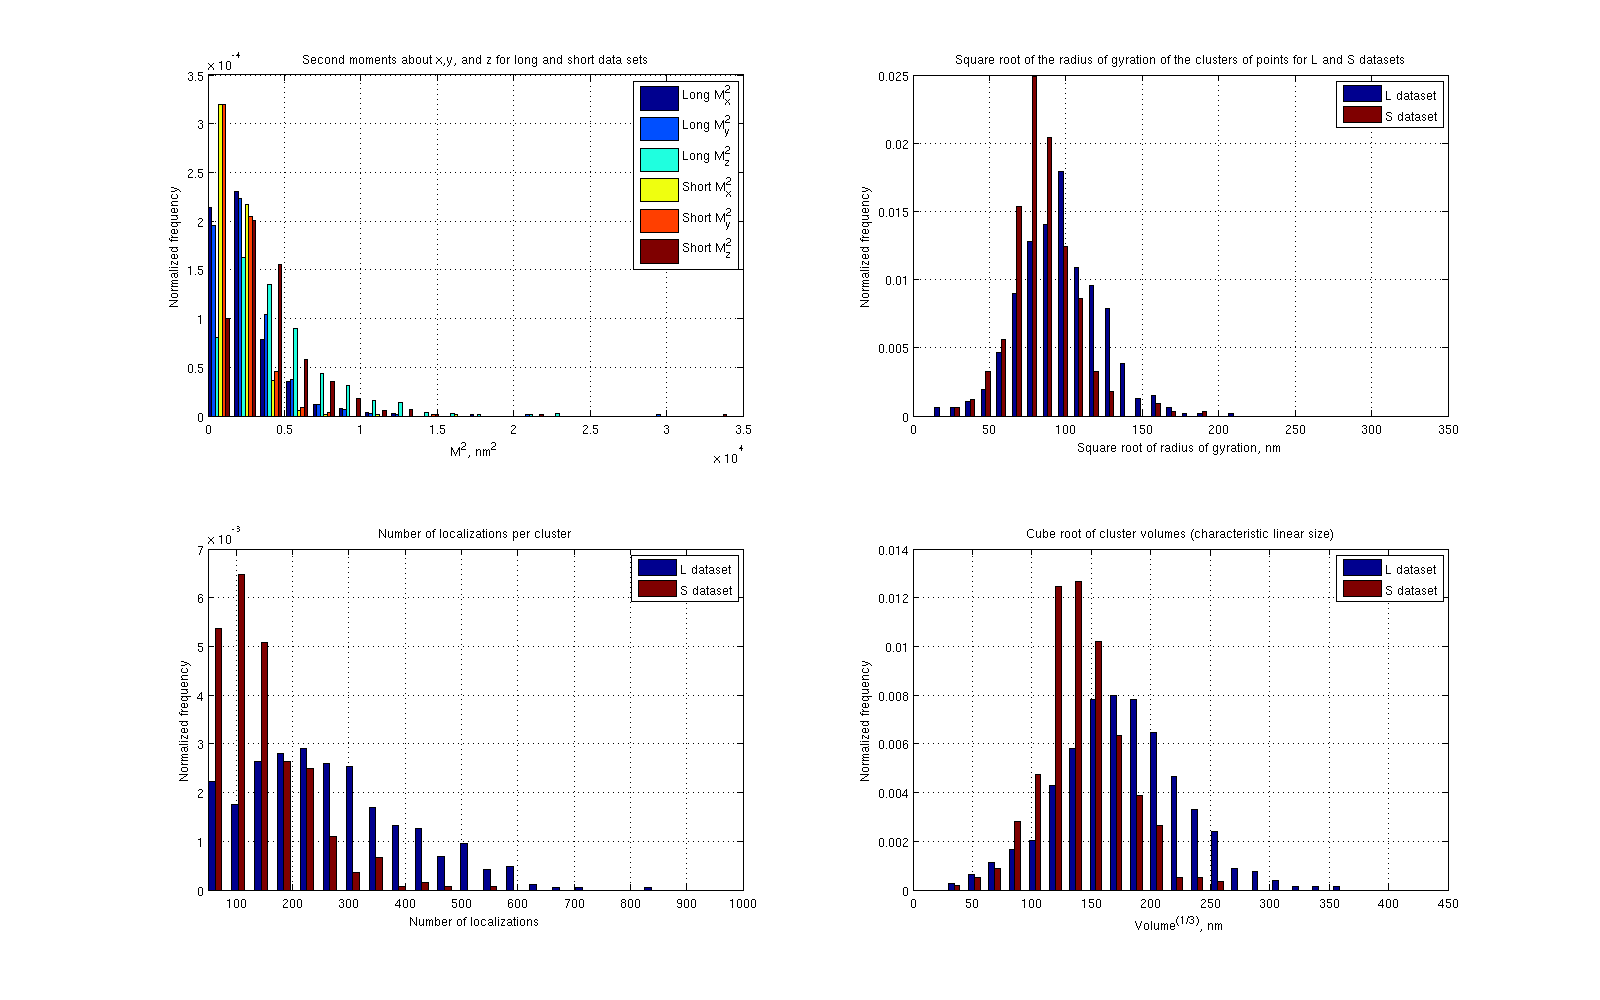 Second moments about x,y, and z for long and short data sets
x 10^-4
3.5
3
2.5
2
1.5
1
0.5
0
Normalized frequency
Long M_x^2
Long M_y^2
Long M_z^2
Short M_x^2
Short M_y^2
Short M_z^2
0 0.5 1 1.5 2 2.5 3 3.5
M^2, nm^2
x 10^4
Square root of the radius of gyration of the clusters of points for L and S datasets
0.025
0.02
0.015
0.01
0.005
0
Normalized frequency
L dataset
S dataset
0 50 100 150 200 250 300 350
Square root of radius of gyration, nm
Number of localizations per cluster
x 10^-3
7
6
5
4
3
2
1
0
Normalized frequency
L dataset
S dataset
100 200 300 400 500 600 700 800 900 1000
Number of localizations
Cube root of cluster volumes (characteristic linear size)
0.014
0.012
0.01
0.008
0.006
0.004
0.002
0
Normalized frequency
L dataset
S dataset
0 50 100 150 200 250 300 350 400 450
Volume^(1/3), nm